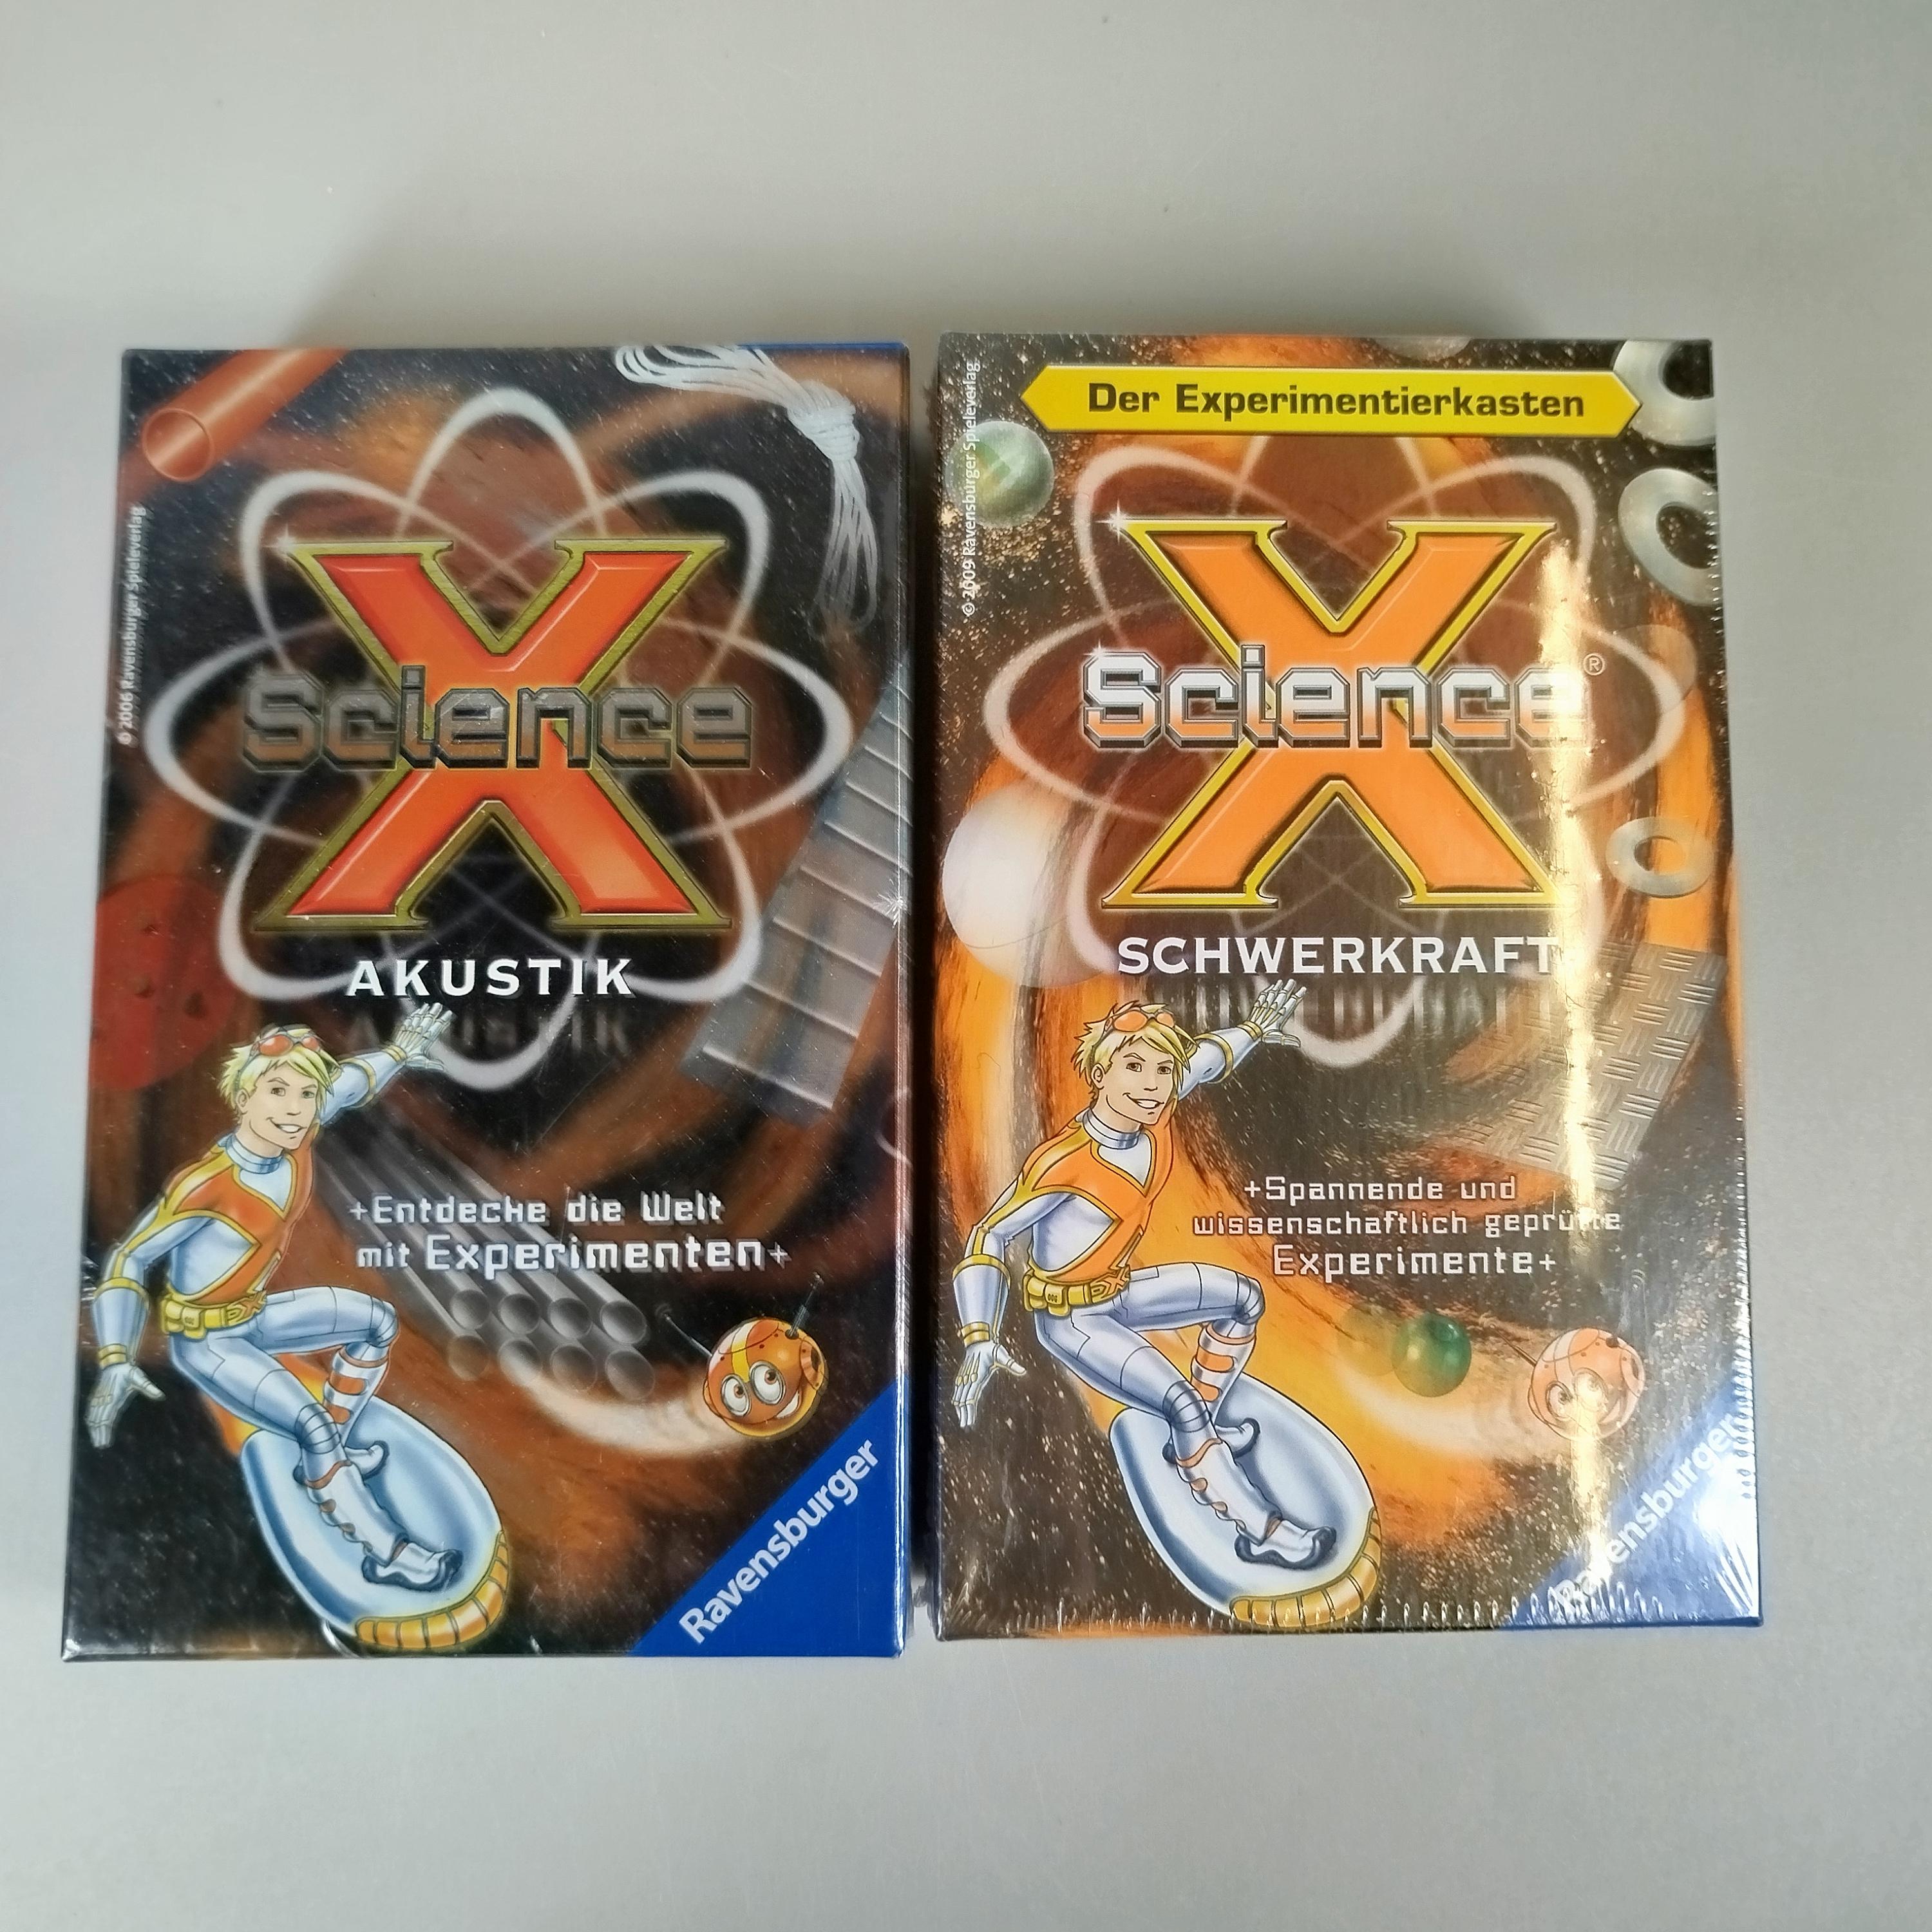 © 2006 Ravensburger Spieleverlag
X
Science
AKUSTIK
+Entdecke die Welt
mit Experimenten+
Ravensburger
© 2009 Ravensburger Spieleverlag
Der Experimentierkasten
X
Science®
SCHWERKRAFT
+Spannende und
wissenschaftlich geprüfte
Experimente+
Ravensburger